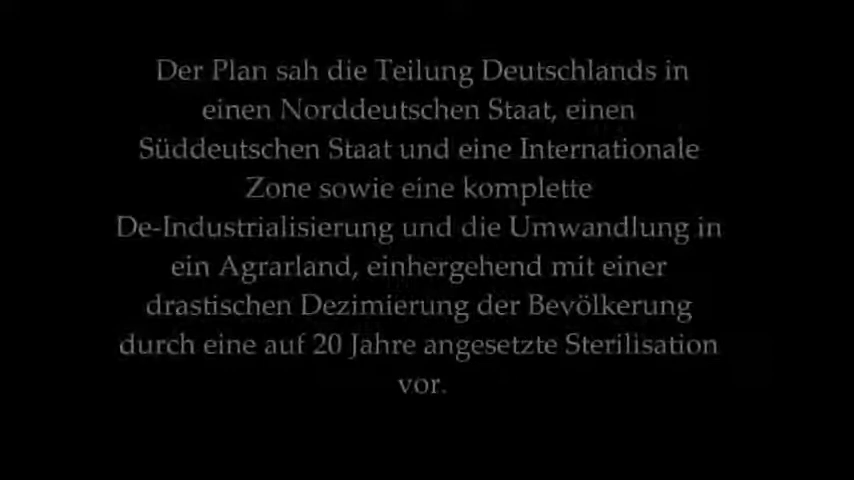 Der Plan sah die Teilung Deutschlands in
einen Norddeutschen Staat, einen
Süddeutschen Staat und eine Internationale
Zone sowie eine komplette
De-Industrialisierung und die Umwandlung in
ein Agrarland, einhergehend mit einer
drastischen Dezimierung der Bevölkerung
durch eine auf 20 Jahre angesetzte Sterilisation
vor.